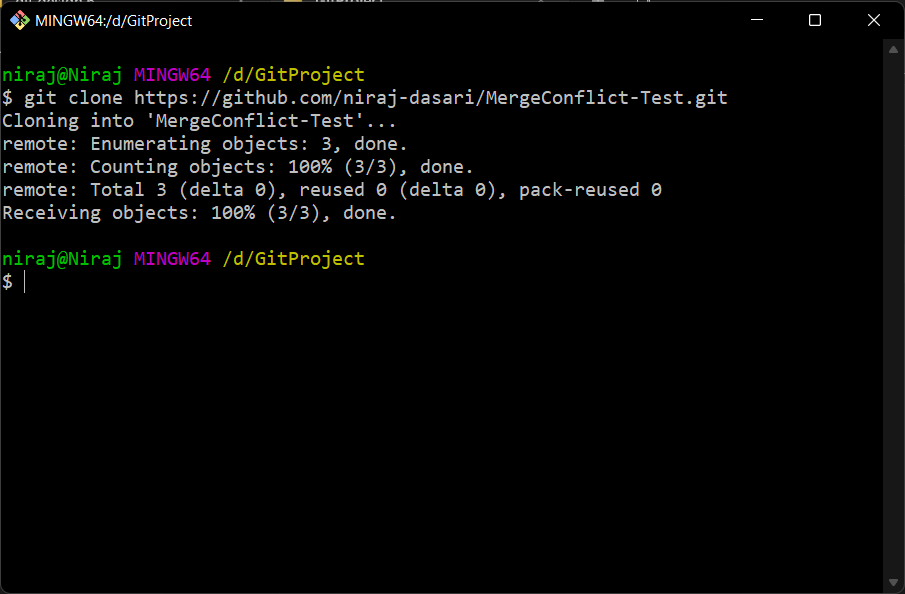 MINGW64:/d/GitProject
niraj@Niraj MINGW64 /d/GitProject
$ git clone https://github.com/niraj-dasari/MergeConflict-Test.git
Cloning into 'MergeConflict-Test'...
remote: Enumerating objects: 3, done.
remote: Counting objects: 100% (3/3), done.
remote: Total 3 (delta 0), reused 0 (delta 0), pack-reused 0
Receiving objects: 100% (3/3), done.
niraj@Niraj MINGW64 /d/GitProject
$